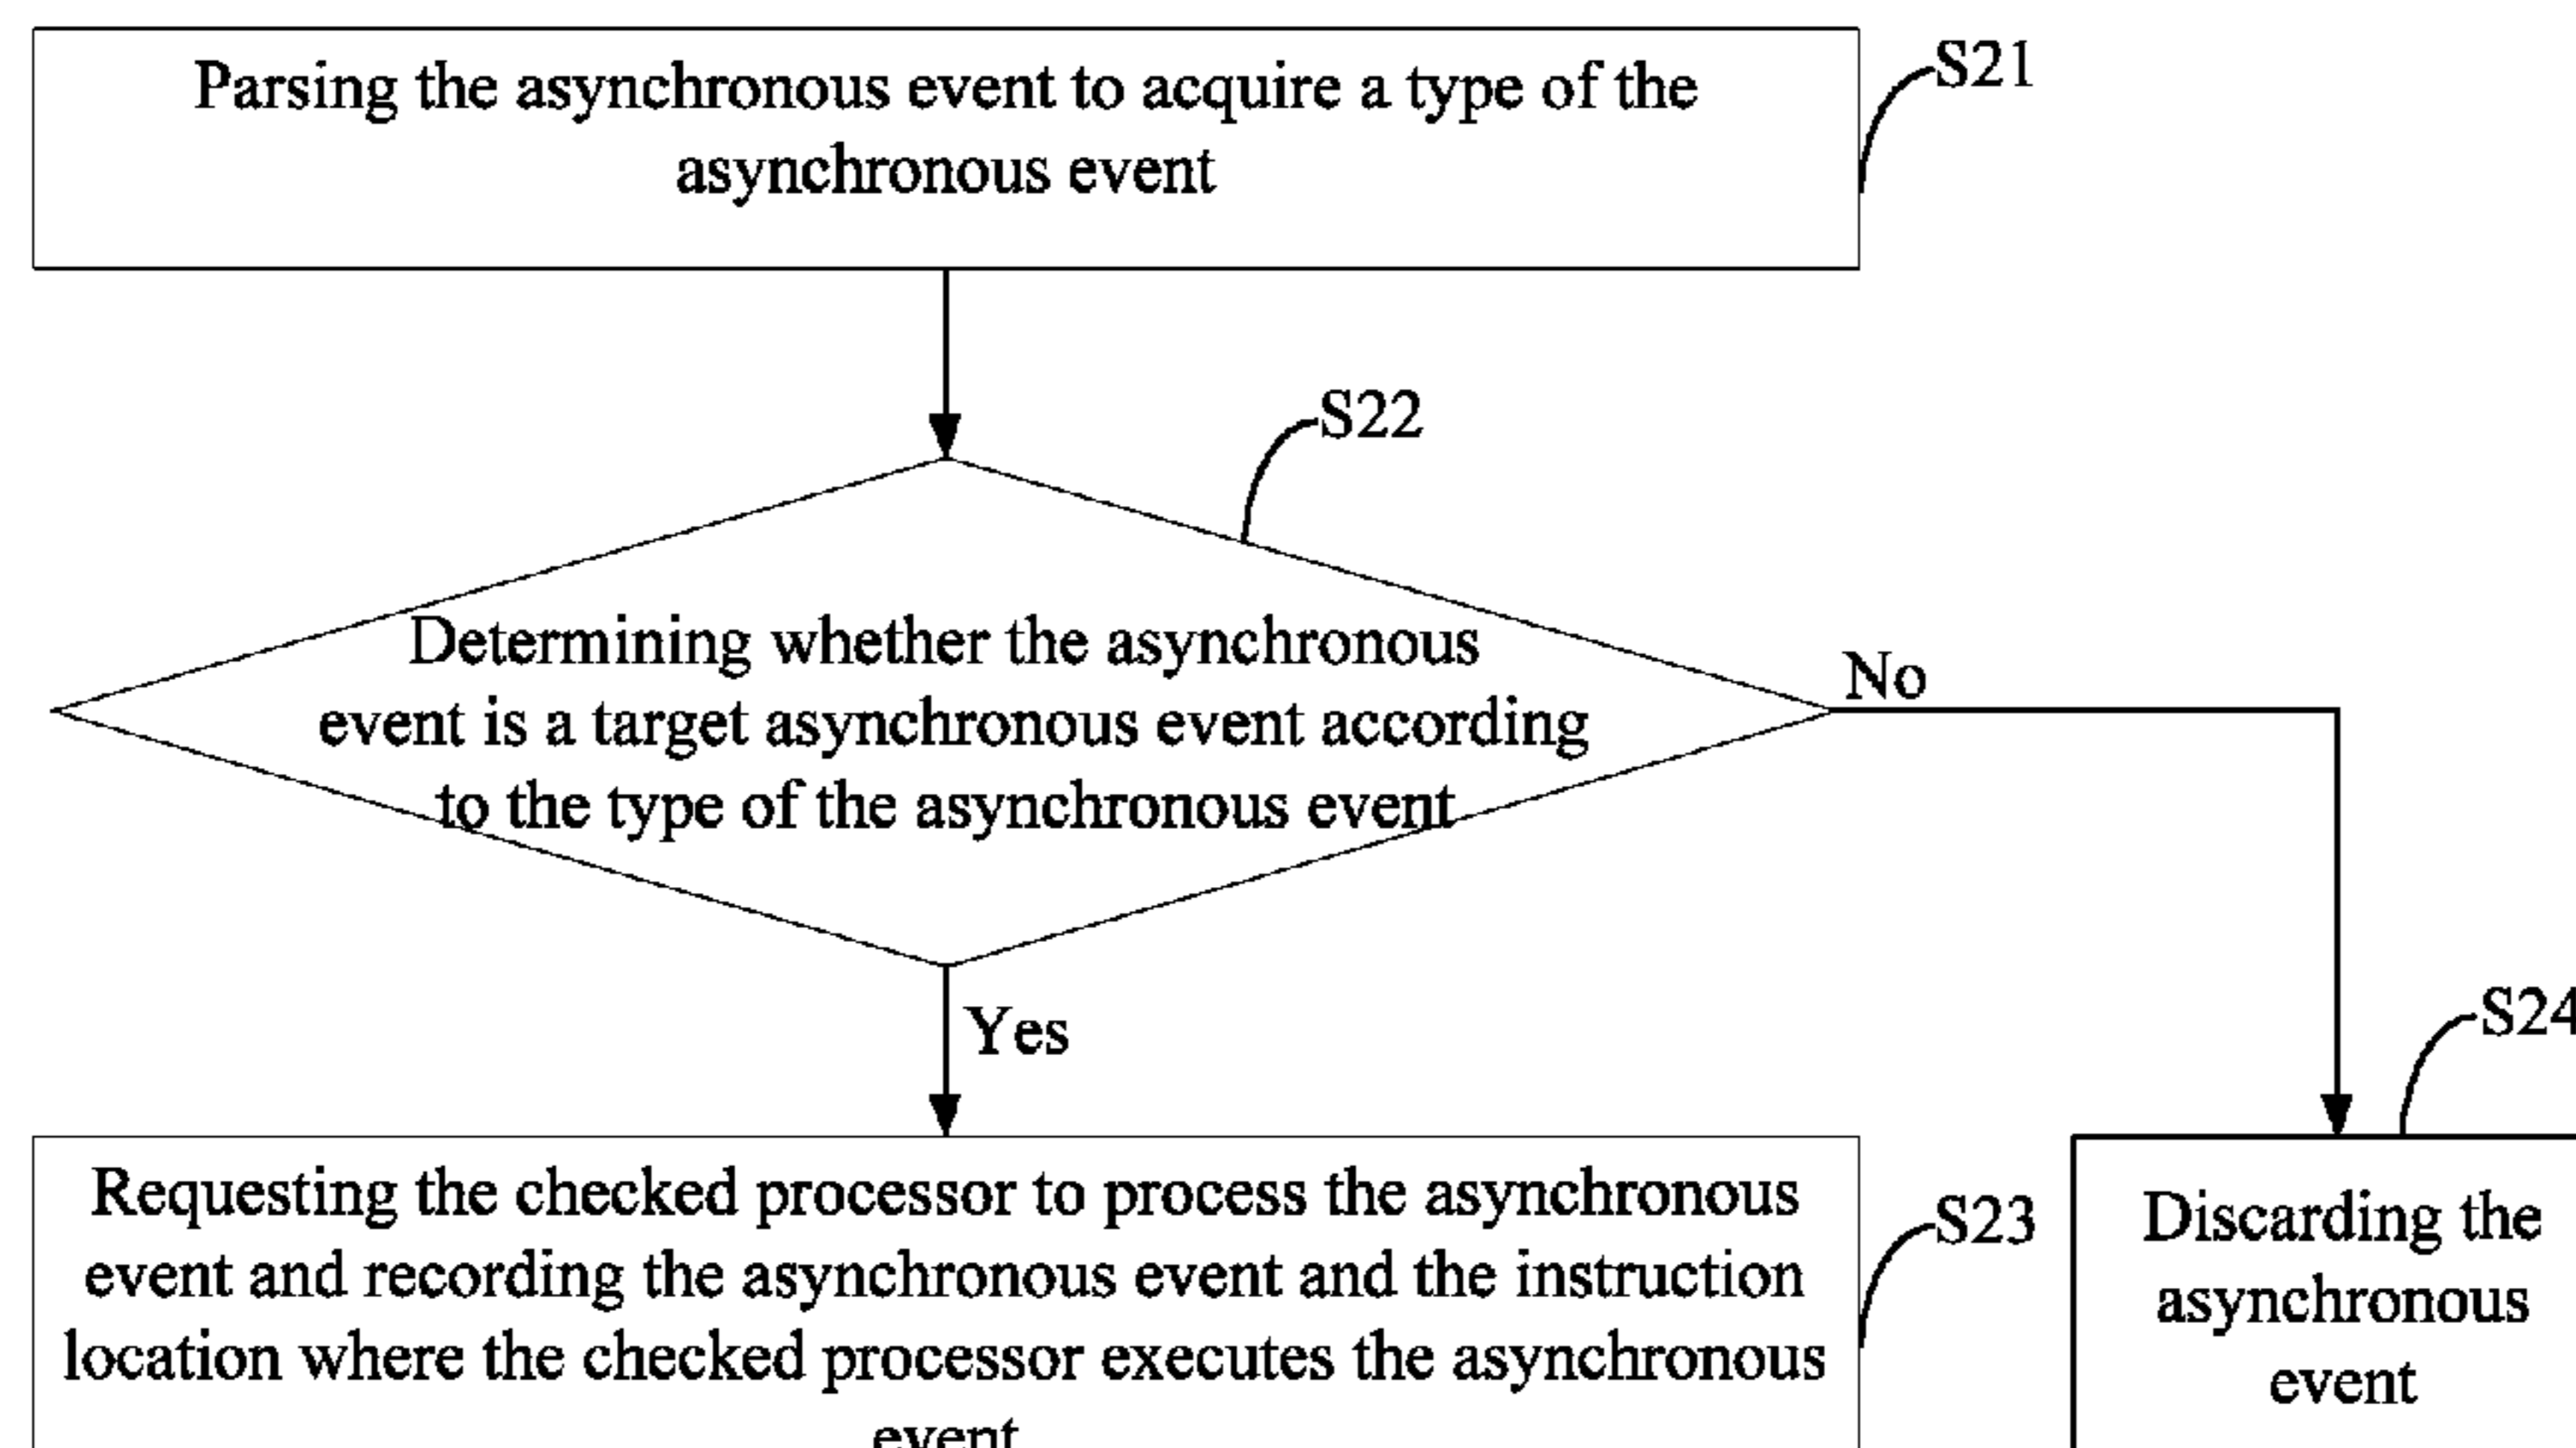 Parsing the asynchronous event to acquire a type of the
asynchronous event
S21
S22
Determining whether the asynchronous
event is a target asynchronous event according
to the type of the asynchronous event
No
Yes
S24
Requesting the checked processor to process the asynchronous
event and recording the asynchronous event and the instruction
location where the checked processor executes the asynchronous
event
S23
Discarding the
asynchronous
event